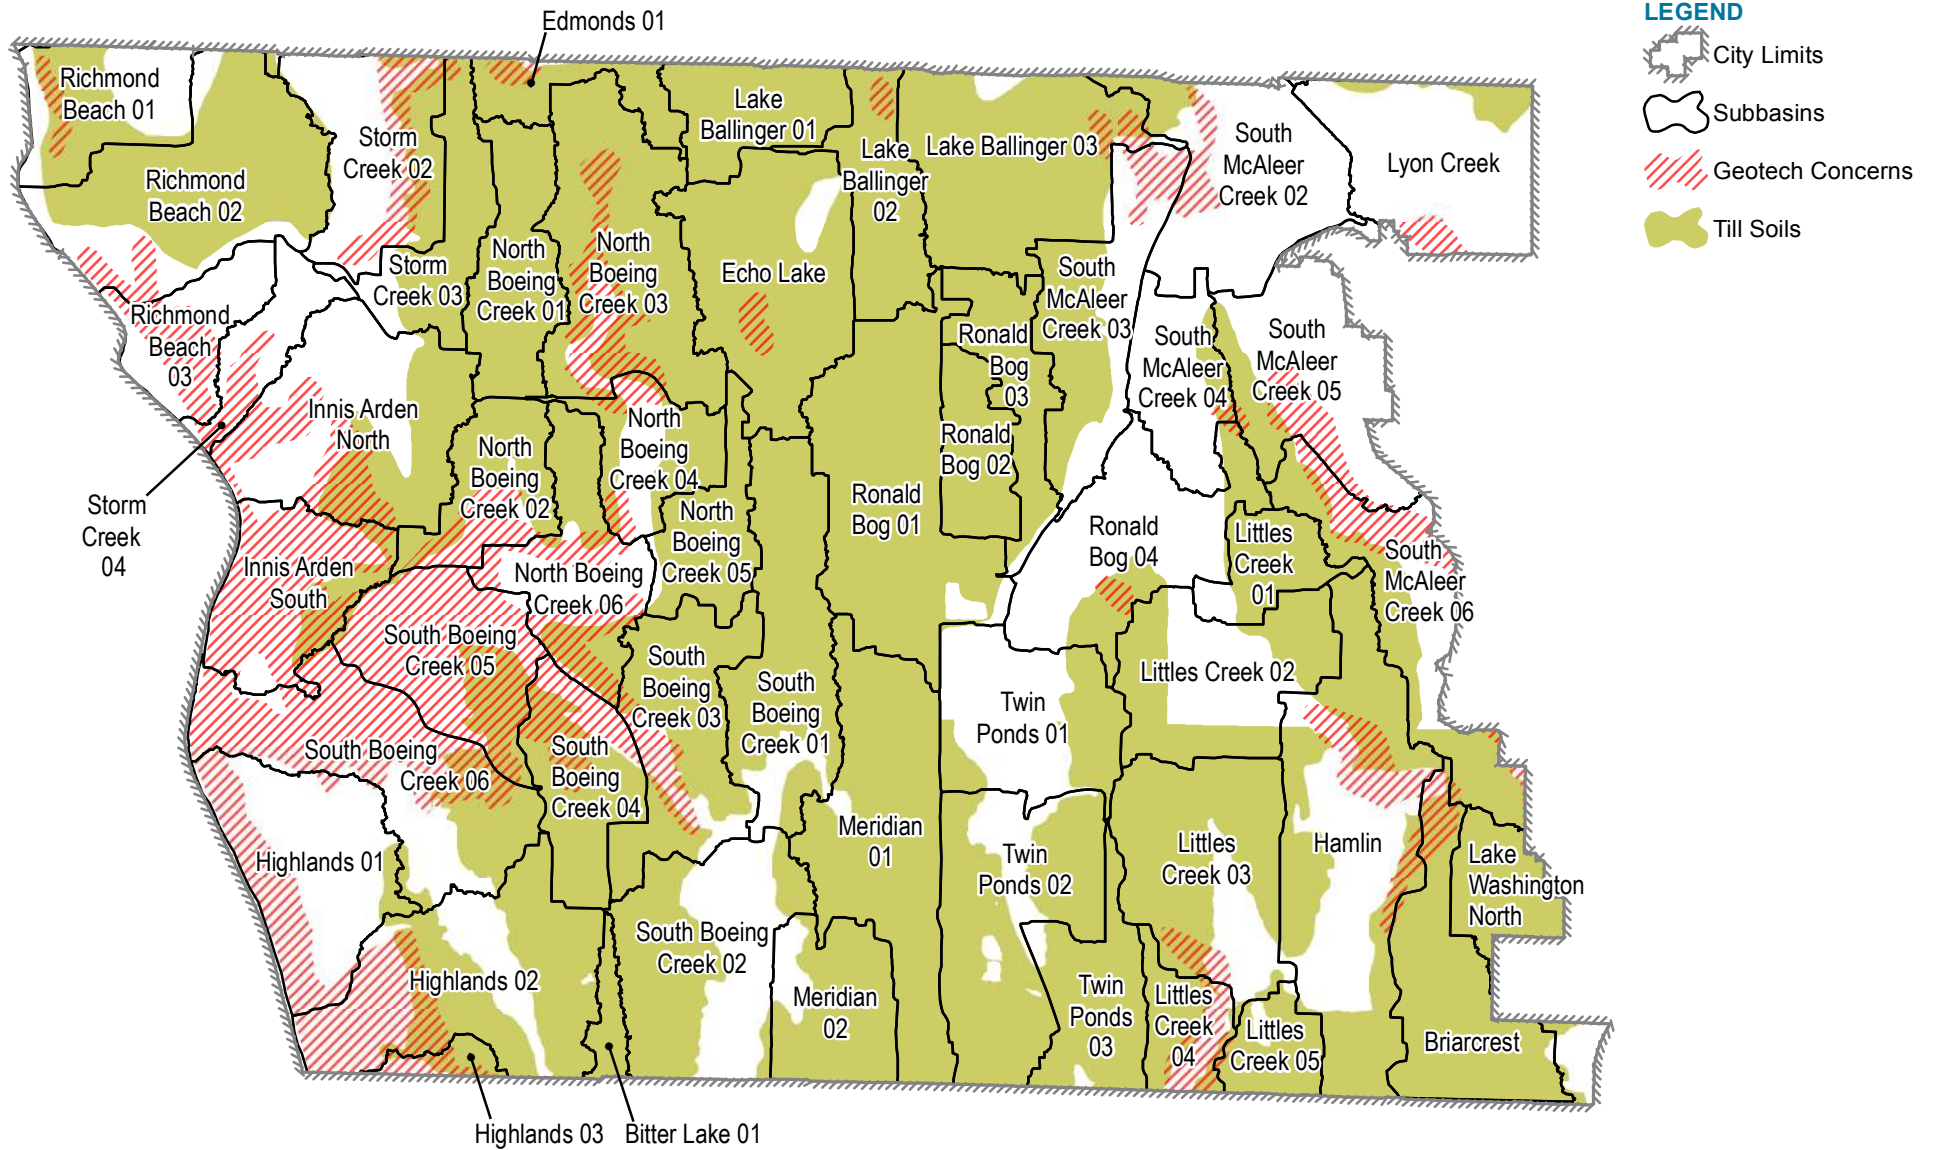 Edmonds 01
LEGEND
City Limits
Subbasins
Geotech Concerns
Till Soils
Richmond
Beach 01
Richmond
Beach 02
Storm
Creek 02
Lake
Ballinger 01
Lake
Ballinger
02
Lake Ballinger 03
South
McAleer
Creek 02
Lyon Creek
Storm
Creek 03
North
Boeing
Creek 01
North
Boeing
Creek 03
Echo Lake
South
McAleer
Creek 03
Richmond
Beach
03
Ronald
Bog
03
South
McAleer
Creek 04
South
McAleer
Creek 05
Innis Arden
North
North
Boeing
Creek 02
North
Boeing
Creek 04
Ronald
Bog 02
Storm
Creek
04
Ronald
Bog 01
North
Boeing
Creek 05
Ronald
Bog 04
Littles
Creek
01
South
McAleer
Creek 06
Innis Arden
South
North Boeing
Creek 06
South Boeing
Creek 05
South
Boeing
Creek 03
South
Boeing
Creek 01
Littles Creek 02
Twin
Ponds 01
South Boeing
Creek 06
South
Boeing
Creek 04
Meridian
01
Twin
Ponds 02
Littles
Creek 03
Hamlin
Lake
Washington
North
Highlands 01
Highlands 02
South Boeing
Creek 02
Meridian
02
Twin
Ponds
03
Littles
Creek
04
Littles
Creek 05
Briarcrest
Highlands 03
Bitter Lake 01